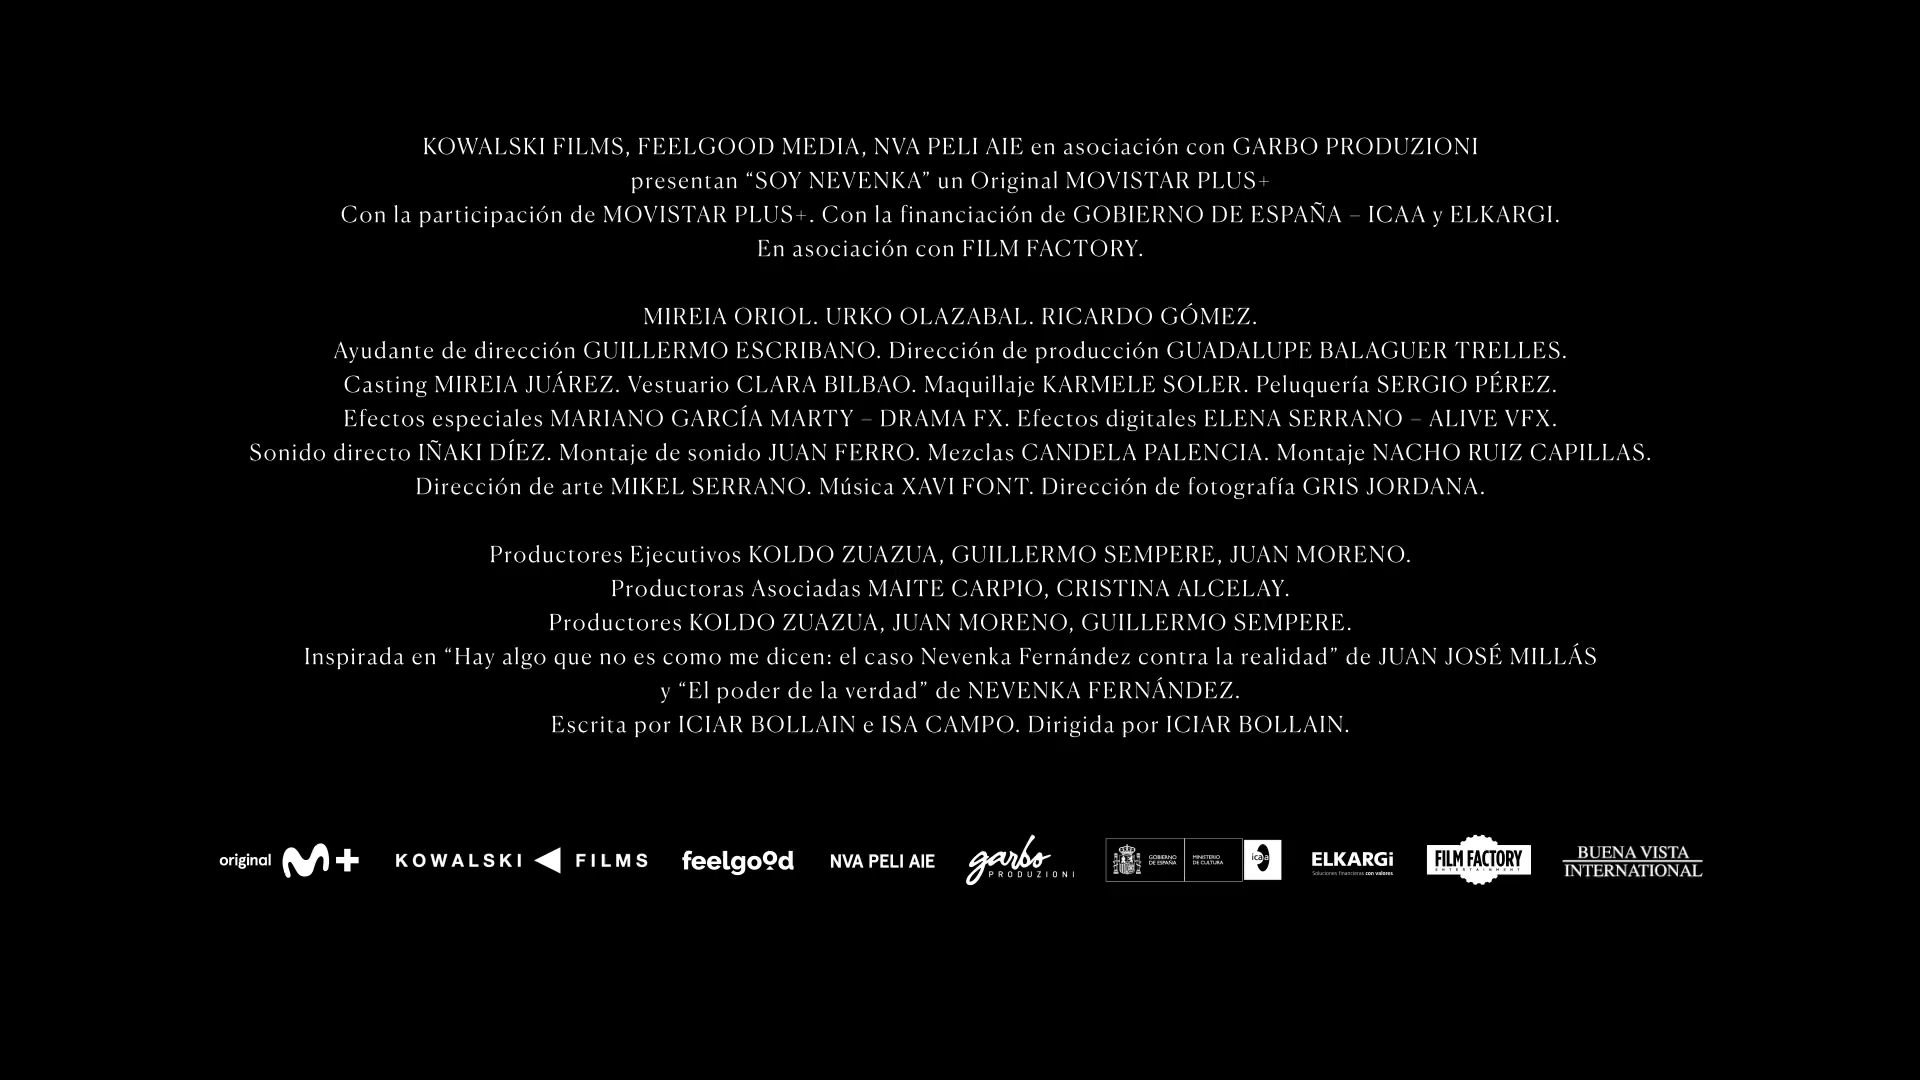 KOWALSKI FILMS, FEELGOOD MEDIA, NVA PELI AIE en asociación con GARBO PRODUZIONI
presentan “SOY NEVENKA” un Original MOVISTAR PLUS+
Con la participación de MOVISTAR PLUS+. Con la financiación de GOBIERNO DE ESPAÑA – ICAA y ELKARGI.
En asociación con FILM FACTORY.
MIREIA ORIOL. URKO OLAZABAL. RICARDO GÓMEZ.
Ayudante de dirección GUILLERMO ESCRIBANO. Dirección de producción GUADALUPE BALAGUER TRELLES.
Casting MIREIA JUÁREZ. Vestuario CLARA BILBAO. Maquillaje KARMELE SOLER. Peluquería SERGIO PÉREZ.
Efectos especiales MARIANO GARCÍA MARTY – DRAMA FX. Efectos digitales ELENA SERRANO – ALIVE VFX.
Sonido directo IÑAKI DÍEZ. Montaje de sonido JUAN FERRO. Mezclas CANDELA PALENCIA. Montaje NACHO RUIZ CAPILLAS.
Dirección de arte MIKEL SERRANO. Música XAVI FONT. Dirección de fotografía GRIS JORDANA.
Productores Ejecutivos KOLDO ZUAZUA, GUILLERMO SEMPERE, JUAN MORENO.
Productoras Asociadas MAITE CARPIO, CRISTINA ALCELAY.
Productores KOLDO ZUAZUA, JUAN MORENO, GUILLERMO SEMPERE.
Inspirada en “Hay algo que no es como me dicen: el caso Nevenka Fernández contra la realidad” de JUAN JOSÉ MILLÁS
y “El poder de la verdad” de NEVENKA FERNÁNDEZ.
Escrita por ICIAR BOLLAIN e ISA CAMPO. Dirigida por ICIAR BOLLAIN.
original M+
KOWALSKI FILMS
feelgood
NVA PELI AIE
garbo
PRODUZIONI
GOBIERNO
DE ESPAÑA
MINISTERIO
DE CULTURA
icaa
ELKARGi
Soluciones financieras con valores
FILM FACTORY
ENTERTAINMENT
BUENA VISTA
INTERNATIONAL